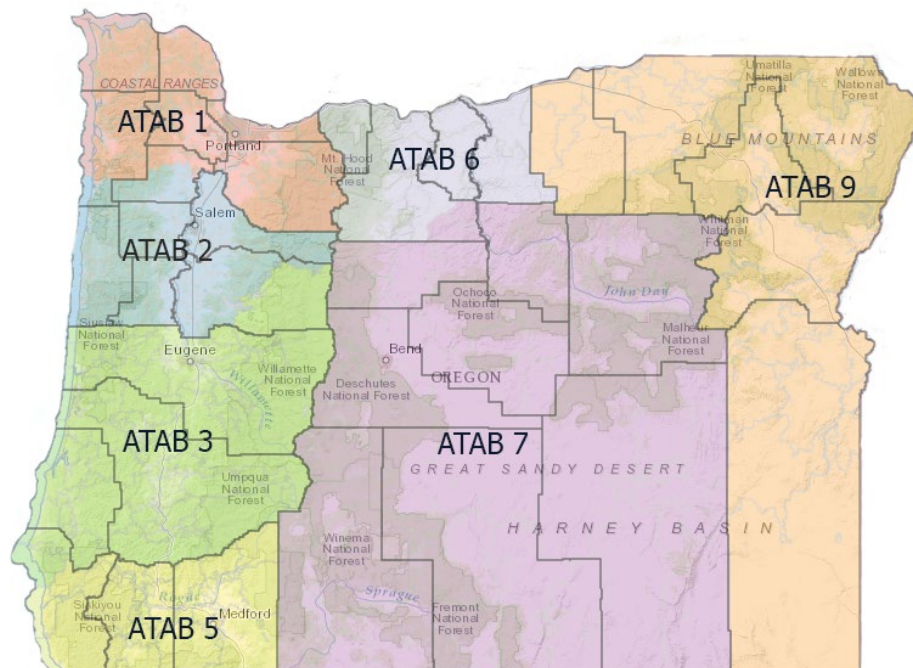 Umatilla
National
Forest
Wallowa
National
Forest
COASTAL RANGES
ATAB 1
Portland
BLUE MOUNTAINS
Mt. Hood
National
Forest
ATAB 6
ATAB 9
Salem
Whitman
National
Forest
ATAB 2
Ochoco
National
Forest
John Day
Siuslaw
National
Forest
Malheur
National
Forest
Eugene
Bend
Willamette
Willamette
National
Forest
Deschutes
National Forest
OREGON
ATAB 3
ATAB 7
GREAT SANDY DESERT
Umpqua
National
Forest
HARNEY BASIN
Winema
National
Forest
Siskiyou
National
Forest
Rogue
Medford
Sprague
Fremont
National
Forest
ATAB 5